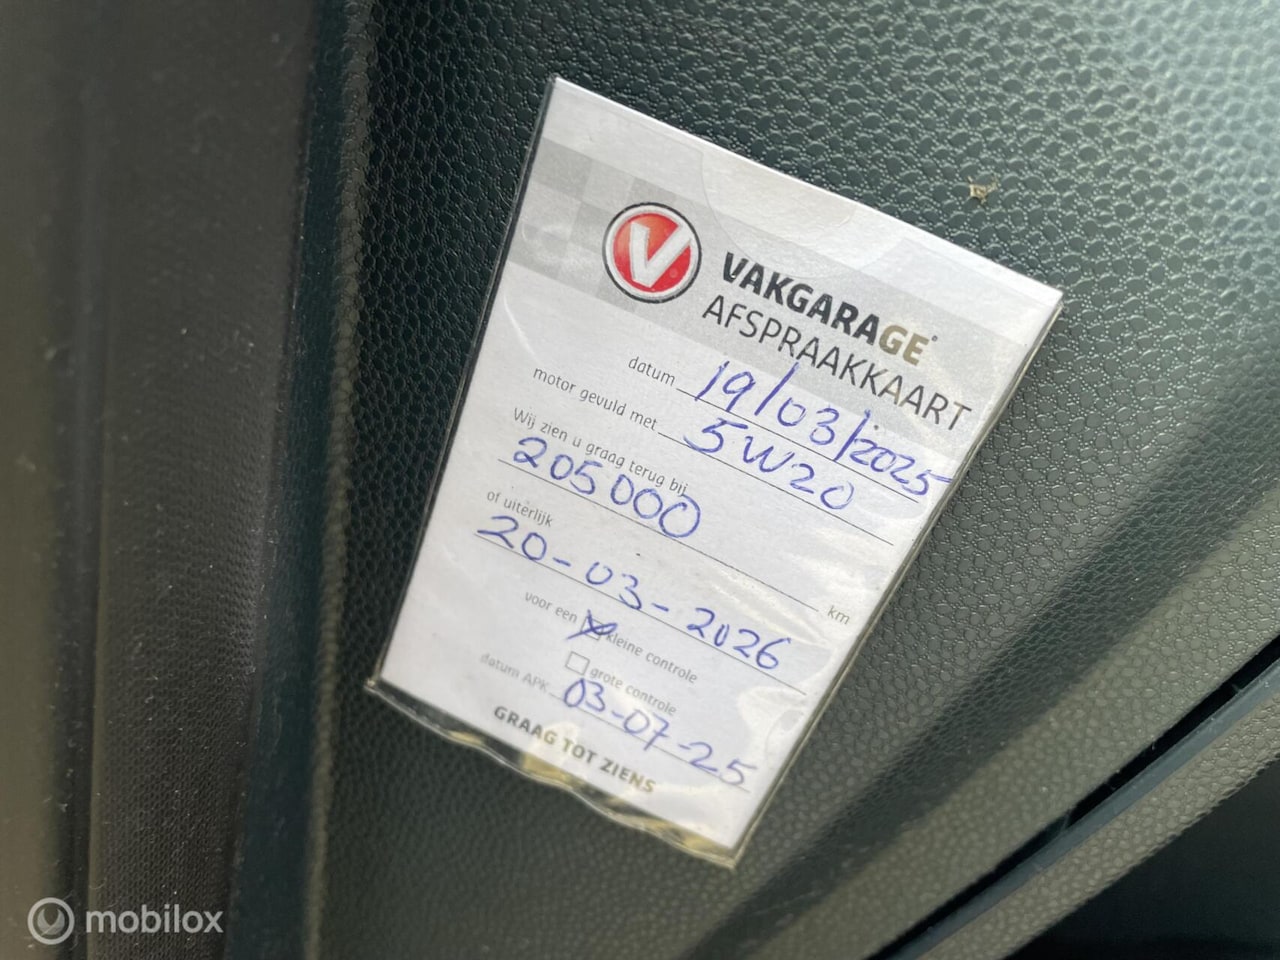 V
VAKGARAGE
AFSPRAAKKAART
datum 19/03/2025
motor gevuld met 5W20
Wij zien u graag terug bij
205000 km
of uiterlijk
20-03-2026
voor een kleine controle
grote controle
datum APK 03-07-25
GRAAG TOT ZIENS
mobilox